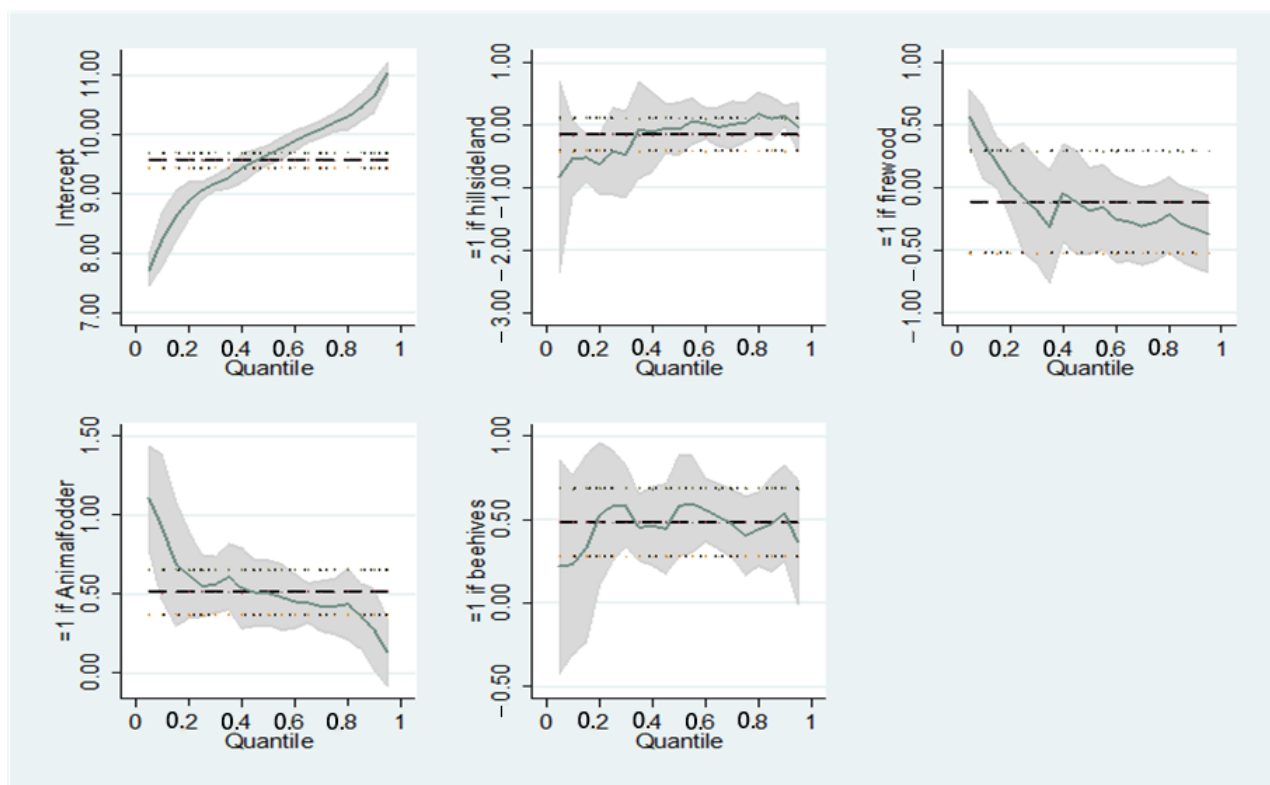 Intercept
7.00 8.00 9.00 10.00 11.00
0 0.2 0.4 0.6 0.8 1
Quantile
=1 if hillsideland
−3.00 −2.00 −1.00 0.00 1.00
0 0.2 0.4 0.6 0.8 1
Quantile
=1 if firewood
−1.00 −0.50 0.00 0.50 1.00
0 0.2 0.4 0.6 0.8 1
Quantile
=1 if Animalfodder
0.00 0.50 1.00 1.50
0 0.2 0.4 0.6 0.8 1
Quantile
=1 if beehives
−0.50 0.00 0.50 1.00
0 0.2 0.4 0.6 0.8 1
Quantile